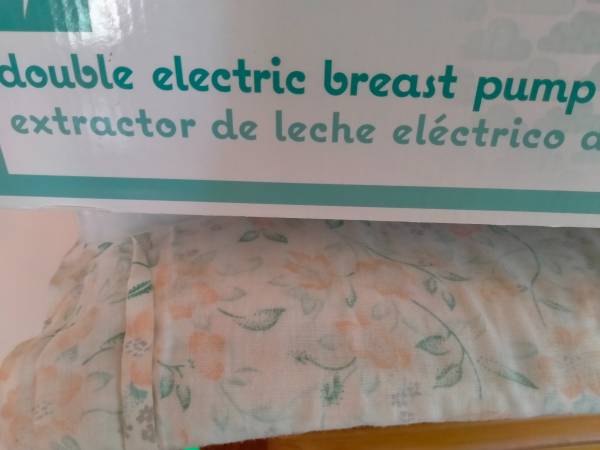 double electric breast pump
extractor de leche eléctrico